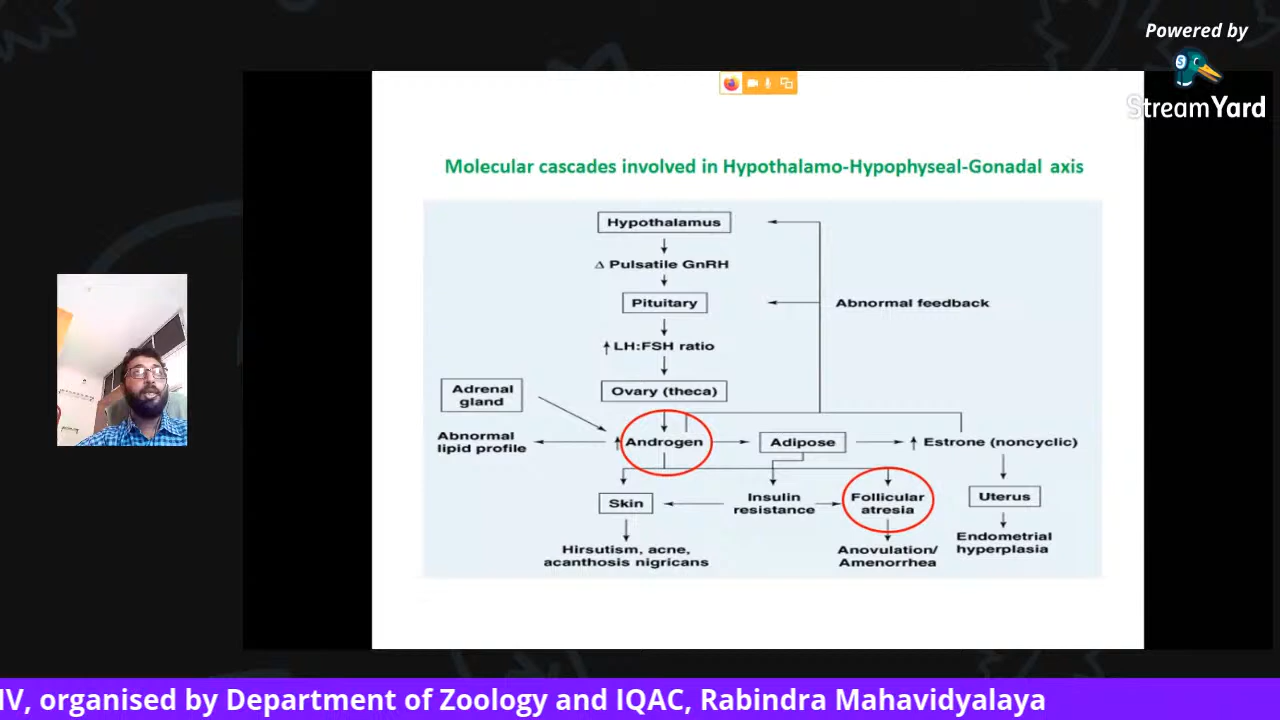 Powered by
StreamYard
Molecular cascades involved in Hypothalamo-Hypophyseal-Gonadal axis
Hypothalamus
Δ Pulsatile GnRH
Pituitary
Abnormal feedback
↑ LH:FSH ratio
Ovary (theca)
Adrenal
gland
Abnormal
lipid profile
↑ Androgen
Adipose
↑ Estrone (noncyclic)
Skin
Insulin
resistance
Follicular
atresia
Uterus
Hirsutism, acne,
acanthosis nigricans
Anovulation/
Amenorrhea
Endometrial
hyperplasia
IV, organised by Department of Zoology and IQAC, Rabindra Mahavidyalaya